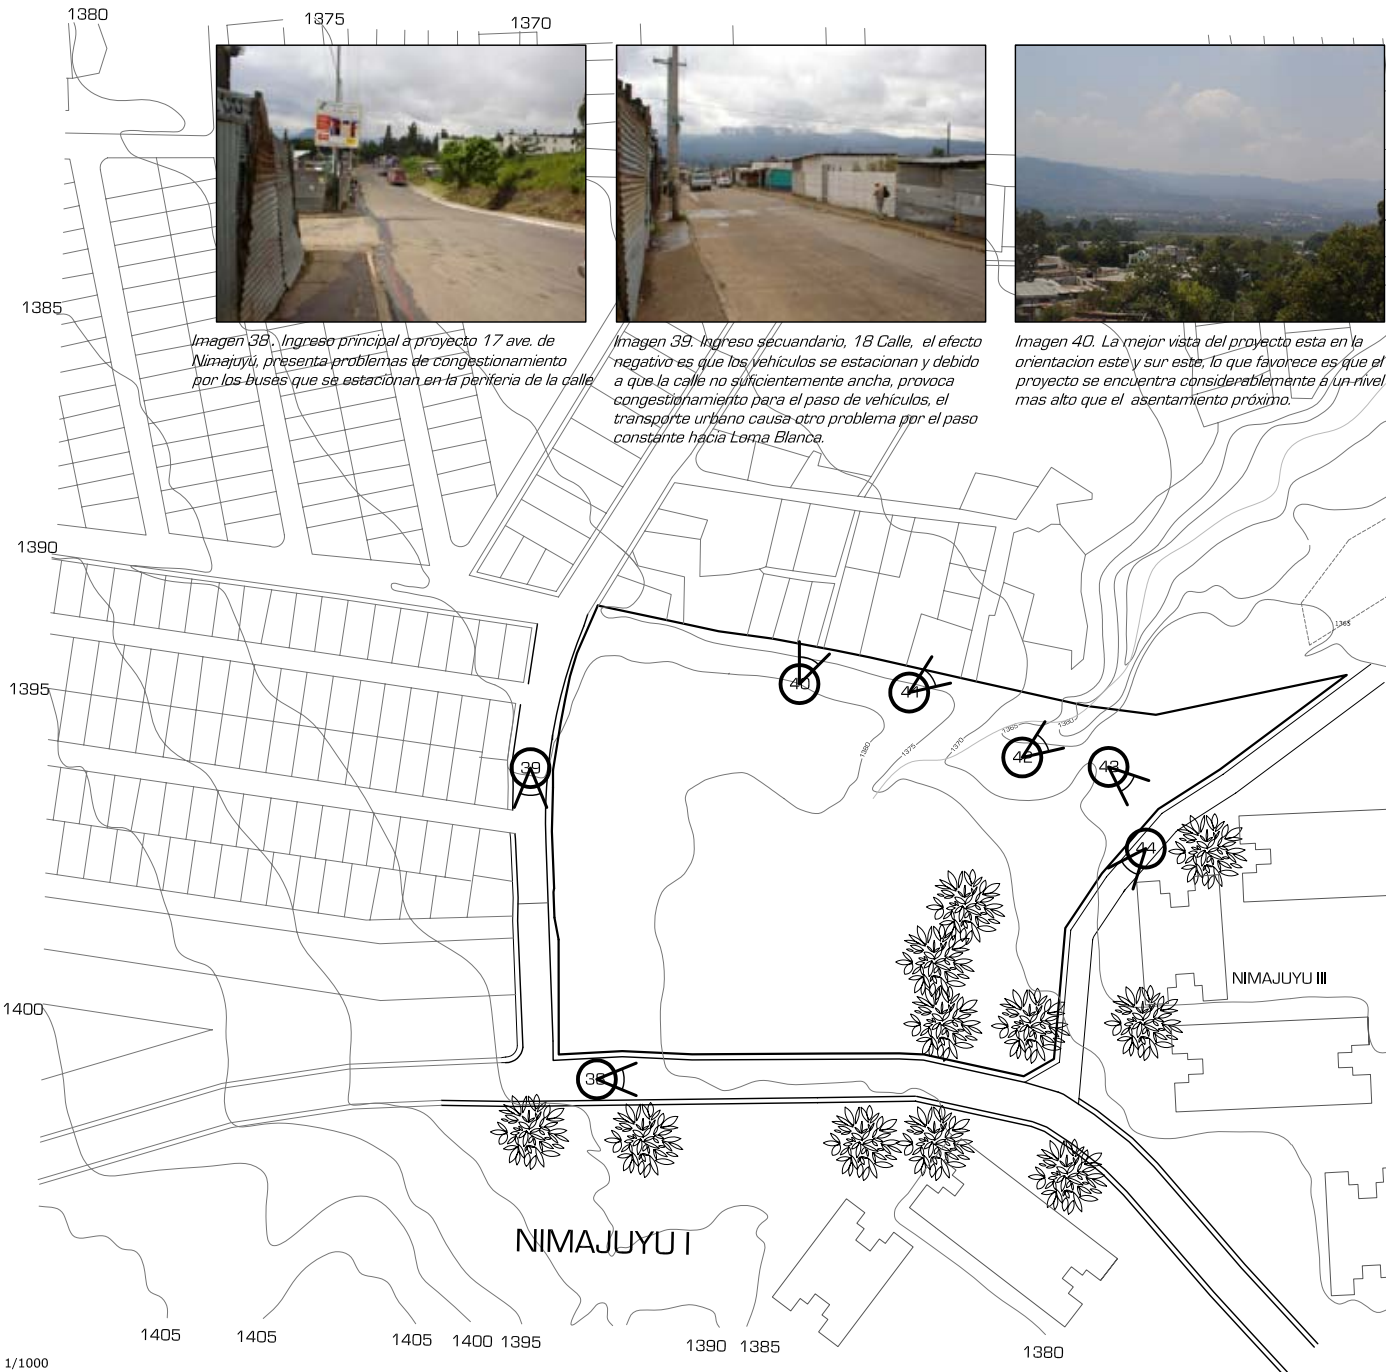 1380
1375
1370
1385
Imagen 38. Ingreso principal a proyecto 17 ave. de
Nimajuyú, presenta problemas de congestionamiento
por los buses que se estacionan en la periferia de la calle
Imagen 39. Ingreso secuandario, 18 Calle, el efecto
negativo es que los vehículos se estacionan y debido
a que la calle no suficientemente ancha, provoca
congestionamiento para el paso de vehículos, el
transporte urbano causa otro problema por el paso
constante hacia Loma Blanca.
Imagen 40. La mejor vista del proyecto esta en la
orientacion este y sur este, lo que favorece es que el
proyecto se encuentra considerablemente a un nivel
mas alto que el asentamiento próximo.
1390
1365
1395
40
41
1365
1380
1380
1375
1370
39
42
43
44
NIMAJUYU III
1400
38
NIMAJUYU I
1405
1405
1405
1400
1395
1390
1385
1380
1/1000